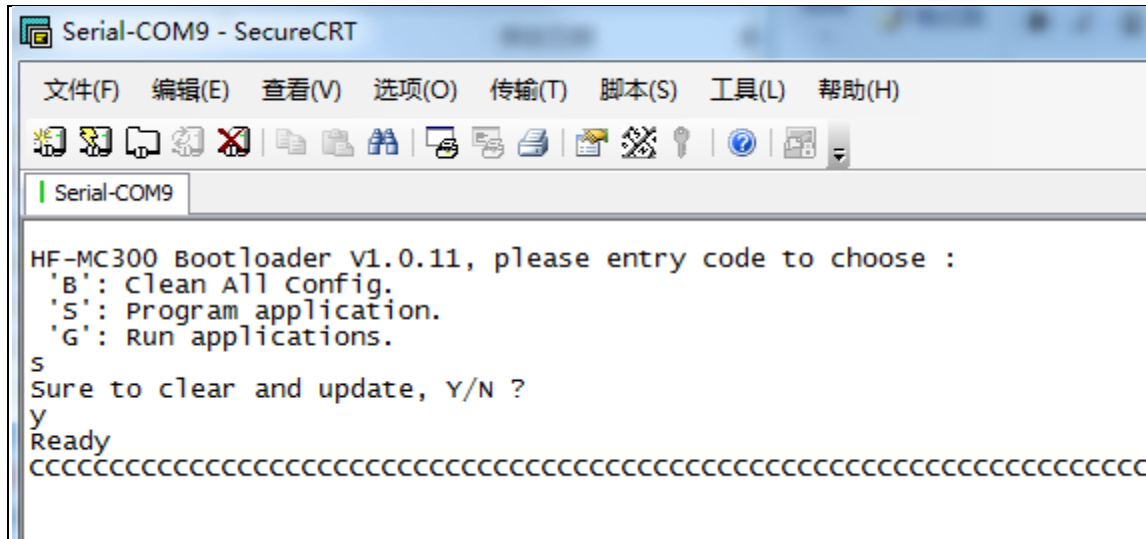 Serial-COM9 - SecureCRT
文件(F) 编辑(E) 查看(V) 选项(O) 传输(T) 脚本(S) 工具(L) 帮助(H)
Serial-COM9
HF-MC300 Bootloader V1.0.11, please entry code to choose :
'B': Clean All Config.
'S': Program application.
'G': Run applications.
s
Sure to clear and update, Y/N ?
y
Ready
CCCCCCCCCCCCCCCCCCCCCCCCCCCCCCCCCCCCCCCCCCCCCCCCCCCCCCCCCCCCCCCCCCCCCC